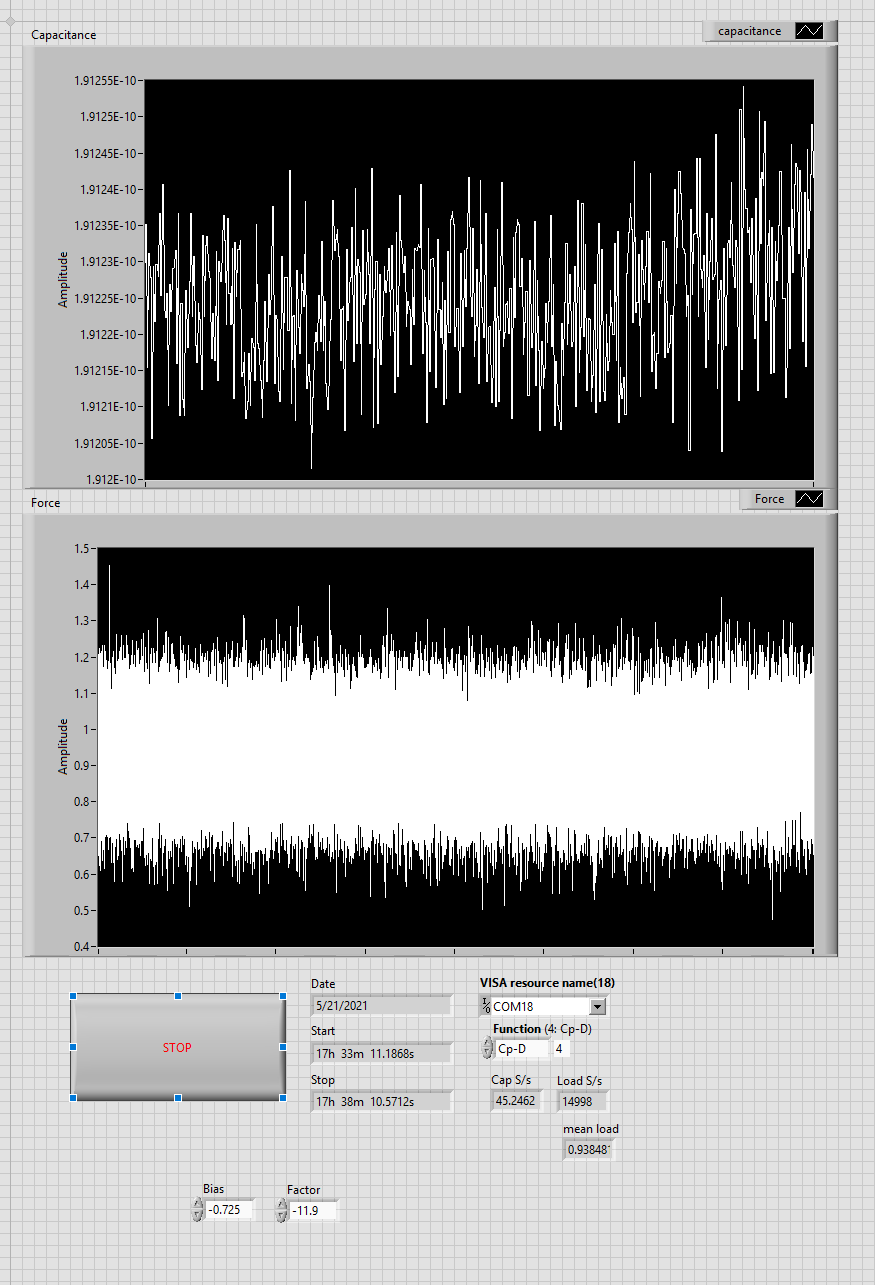 Capacitance
capacitance
1.91255E-10
1.9125E-10
1.91245E-10
1.9124E-10
1.91235E-10
1.9123E-10
1.91225E-10
1.9122E-10
1.91215E-10
1.9121E-10
1.91205E-10
1.912E-10
Amplitude
Force
Force
1.5
1.4
1.3
1.2
1.1
1
0.9
0.8
0.7
0.6
0.5
0.4
Amplitude
STOP
Date
5/21/2021
Start
17h 33m 11.1868s
Stop
17h 38m 10.5712s
VISA resource name(18)
I/O COM18
Function (4: Cp-D)
Cp-D 4
Cap S/s Load S/s
45.2462 14998
mean load
0.93848
Bias Factor
-0.725 -11.9